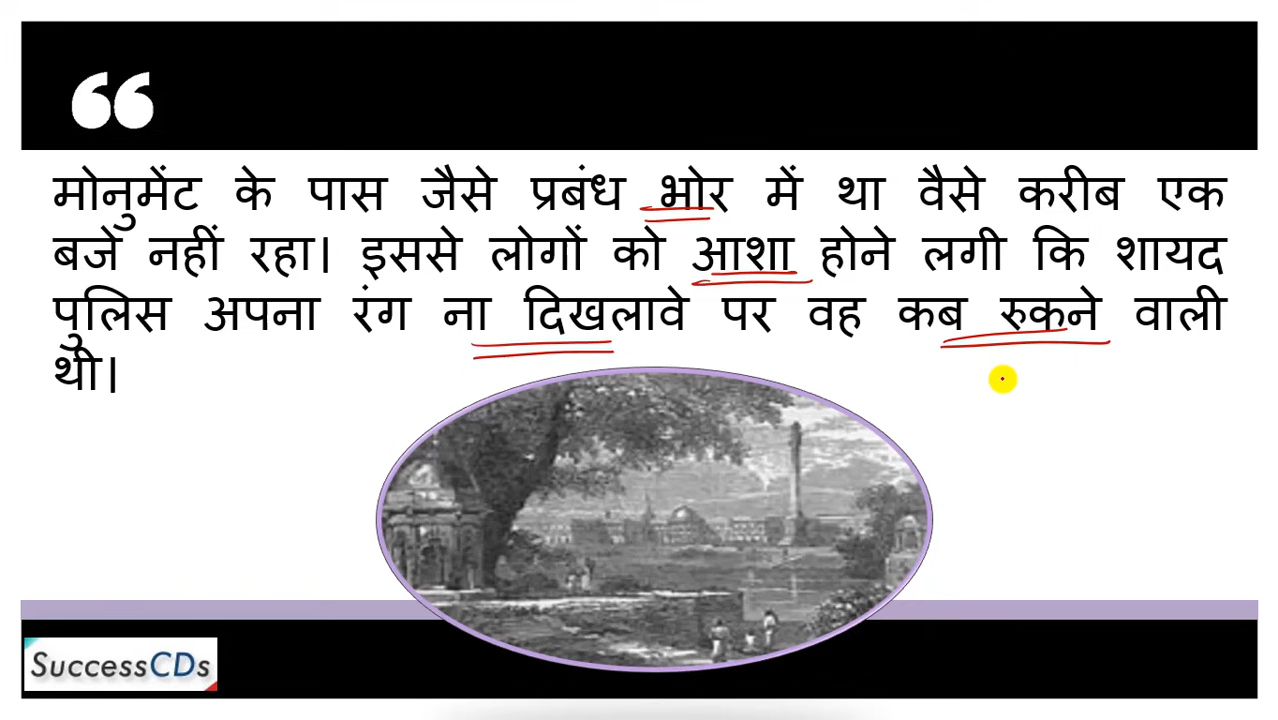 ❝
मोनुमेंट के पास जैसे प्रबंध भोर में था वैसे करीब एक
बजे नहीं रहा। इससे लोगों को आशा होने लगी कि शायद
पुलिस अपना रंग ना दिखलावे पर वह कब रुकने वाली
थी।
SuccessCDs